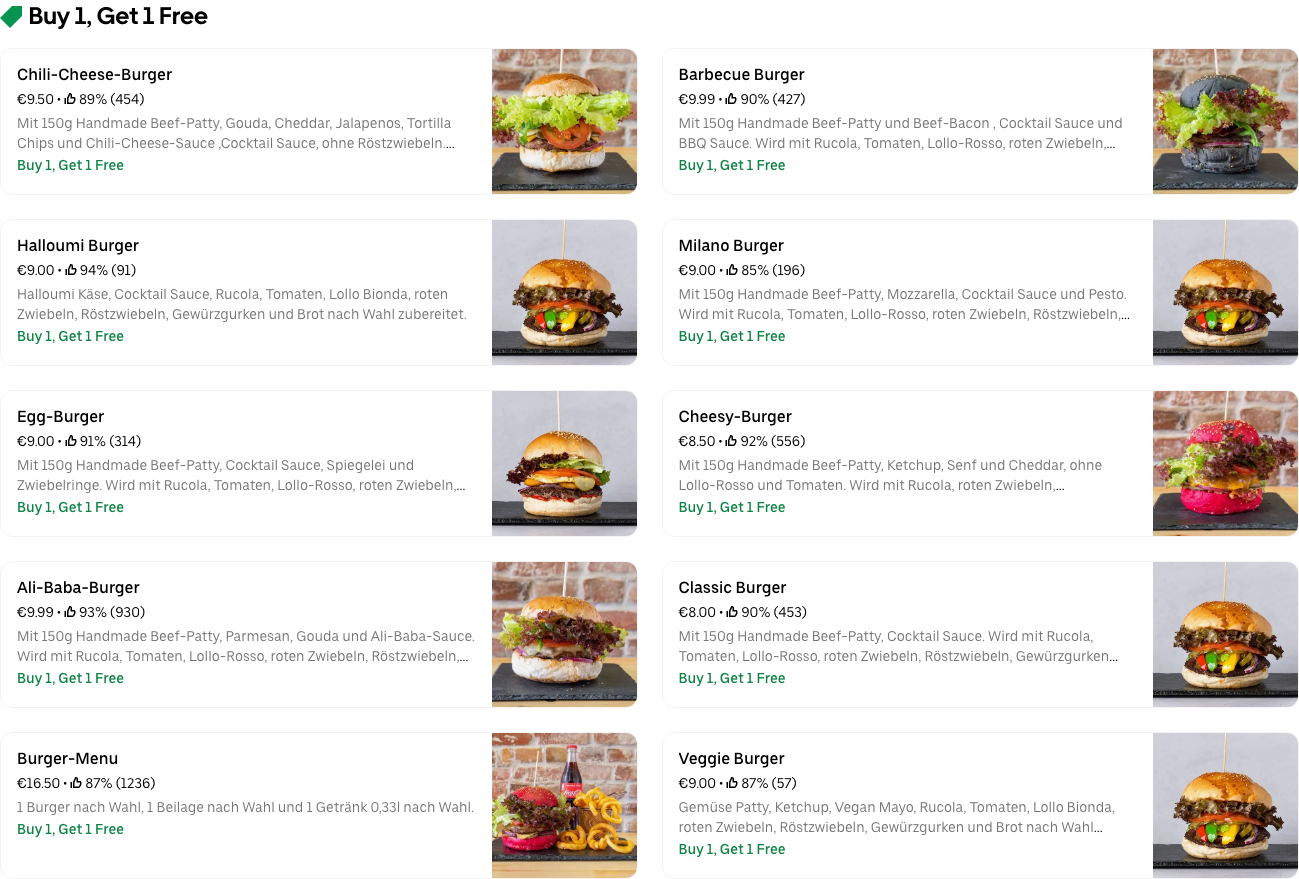 Buy 1, Get 1 Free
Chili-Cheese-Burger
€9.50 • 89% (454)
Mit 150g Handmade Beef-Patty, Gouda, Cheddar, Jalapenos, Tortilla
Chips und Chili-Cheese-Sauce ,Cocktail Sauce, ohne Röstzwiebeln....
Buy 1, Get 1 Free
Barbecue Burger
€9.99 • 90% (427)
Mit 150g Handmade Beef-Patty und Beef-Bacon , Cocktail Sauce und
BBQ Sauce. Wird mit Rucola, Tomaten, Lollo-Rosso, roten Zwiebeln,...
Buy 1, Get 1 Free
Halloumi Burger
€9.00 • 94% (91)
Halloumi Käse, Cocktail Sauce, Rucola, Tomaten, Lollo Bionda, roten
Zwiebeln, Röstzwiebeln, Gewürzgurken und Brot nach Wahl zubereitet.
Buy 1, Get 1 Free
Milano Burger
€9.00 • 85% (196)
Mit 150g Handmade Beef-Patty, Mozzarella, Cocktail Sauce und Pesto.
Wird mit Rucola, Tomaten, Lollo-Rosso, roten Zwiebeln, Röstzwiebeln,...
Buy 1, Get 1 Free
Egg-Burger
€9.00 • 91% (314)
Mit 150g Handmade Beef-Patty, Cocktail Sauce, Spiegelei und
Zwiebelringe. Wird mit Rucola, Tomaten, Lollo-Rosso, roten Zwiebeln,...
Buy 1, Get 1 Free
Cheesy-Burger
€8.50 • 92% (556)
Mit 150g Handmade Beef-Patty, Ketchup, Senf und Cheddar, ohne
Lollo-Rosso und Tomaten. Wird mit Rucola, roten Zwiebeln,...
Buy 1, Get 1 Free
Ali-Baba-Burger
€9.99 • 93% (930)
Mit 150g Handmade Beef-Patty, Parmesan, Gouda und Ali-Baba-Sauce.
Wird mit Rucola, Tomaten, Lollo-Rosso, roten Zwiebeln, Röstzwiebeln,...
Buy 1, Get 1 Free
Classic Burger
€8.00 • 90% (453)
Mit 150g Handmade Beef-Patty, Cocktail Sauce. Wird mit Rucola,
Tomaten, Lollo-Rosso, roten Zwiebeln, Röstzwiebeln, Gewürzgurken...
Buy 1, Get 1 Free
Burger-Menu
€16.50 • 87% (1236)
1 Burger nach Wahl, 1 Beilage nach Wahl und 1 Getränk 0,33l nach Wahl.
Buy 1, Get 1 Free
Veggie Burger
€9.00 • 87% (57)
Gemüse Patty, Ketchup, Vegan Mayo, Rucola, Tomaten, Lollo Bionda,
roten Zwiebeln, Röstzwiebeln, Gewürzgurken und Brot nach Wahl...
Buy 1, Get 1 Free